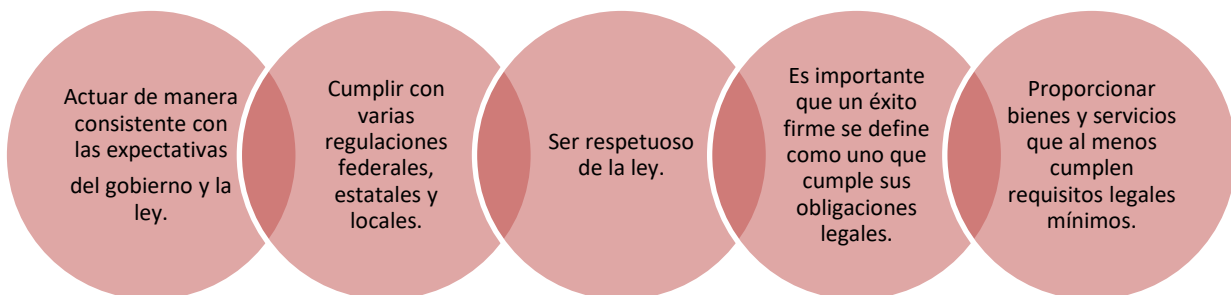 Actuar de manera
consistente con
las expectativas
del gobierno y la
ley.
Cumplir con
varias
regulaciones
federales,
estatales y
locales.
Ser respetuoso
de la ley.
Es importante
que un éxito
firme se define
como uno que
cumple sus
obligaciones
legales.
Proporcionar
bienes y servicios
que al menos
cumplen
requisitos legales
mínimos.